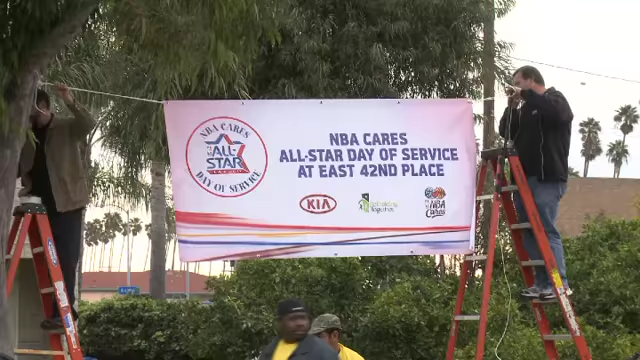 NBA CARES
ALL-STAR
DAY OF SERVICE
NBA CARES
ALL-STAR DAY OF SERVICE
AT EAST 42ND PLACE
KIA
NBA
Cares